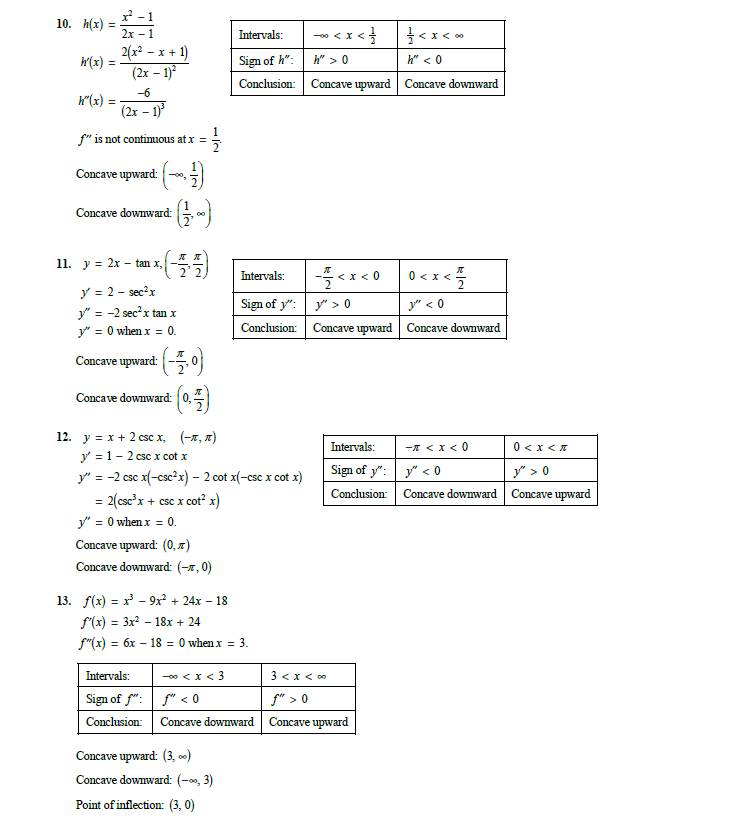 10. h(x) = (x² − 1)/(2x − 1)
h′(x) = 2(x² − x + 1)/(2x − 1)²
h″(x) = −6/(2x − 1)³
Intervals: −∞ < x < 1/2 1/2 < x < ∞
Sign of h″: h″ > 0 h″ < 0
Conclusion: Concave upward Concave downward
f″ is not continuous at x = 1/2.
Concave upward: (−∞, 1/2)
Concave downward: (1/2, ∞)
11. y = 2x − tan x, (−π/2, π/2)
y′ = 2 − sec²x
y″ = −2 sec²x tan x
y″ = 0 when x = 0.
Intervals: −π/2 < x < 0 0 < x < π/2
Sign of y″: y″ > 0 y″ < 0
Conclusion: Concave upward Concave downward
Concave upward: (−π/2, 0)
Concave downward: (0, π/2)
12. y = x + 2 csc x, (−π, π)
y′ = 1 − 2 csc x cot x
y″ = −2 csc x(−csc²x) − 2 cot x(−csc x cot x)
= 2(csc³x + csc x cot² x)
y″ = 0 when x = 0.
Intervals: −π < x < 0 0 < x < π
Sign of y″: y″ < 0 y″ > 0
Conclusion: Concave downward Concave upward
Concave upward: (0, π)
Concave downward: (−π, 0)
13. f(x) = x³ − 9x² + 24x − 18
f′(x) = 3x² − 18x + 24
f″(x) = 6x − 18 = 0 when x = 3.
Intervals: −∞ < x < 3 3 < x < ∞
Sign of f″: f″ < 0 f″ > 0
Conclusion: Concave downward Concave upward
Concave upward: (3, ∞)
Concave downward: (−∞, 3)
Point of inflection: (3, 0)